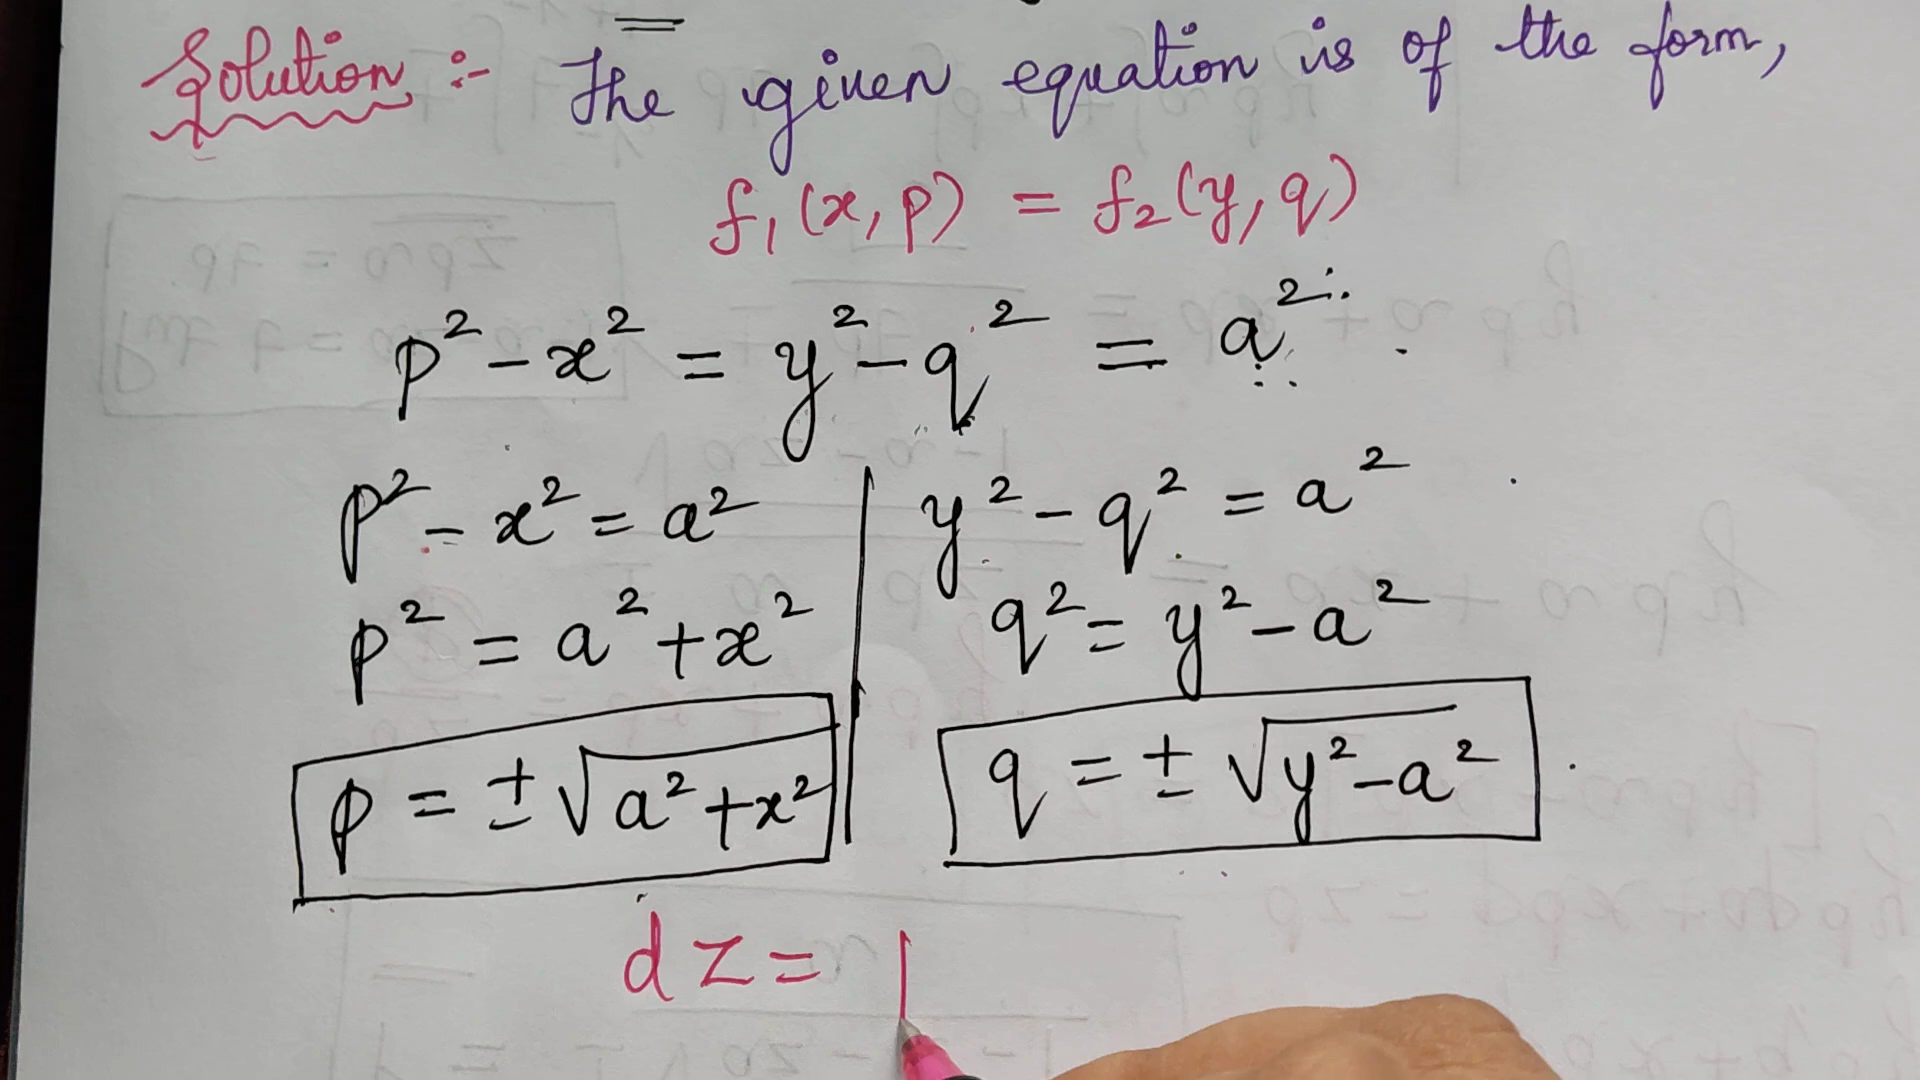 Solution :- The given equation is of the form,
f₁(x, p) = f₂(y, q)
p² - x² = y² - q² = a²
p² - x² = a²
p² = a² + x²
p = ± √a² + x²
y² - q² = a²
q² = y² - a²
q = ± √y² - a²
dz =